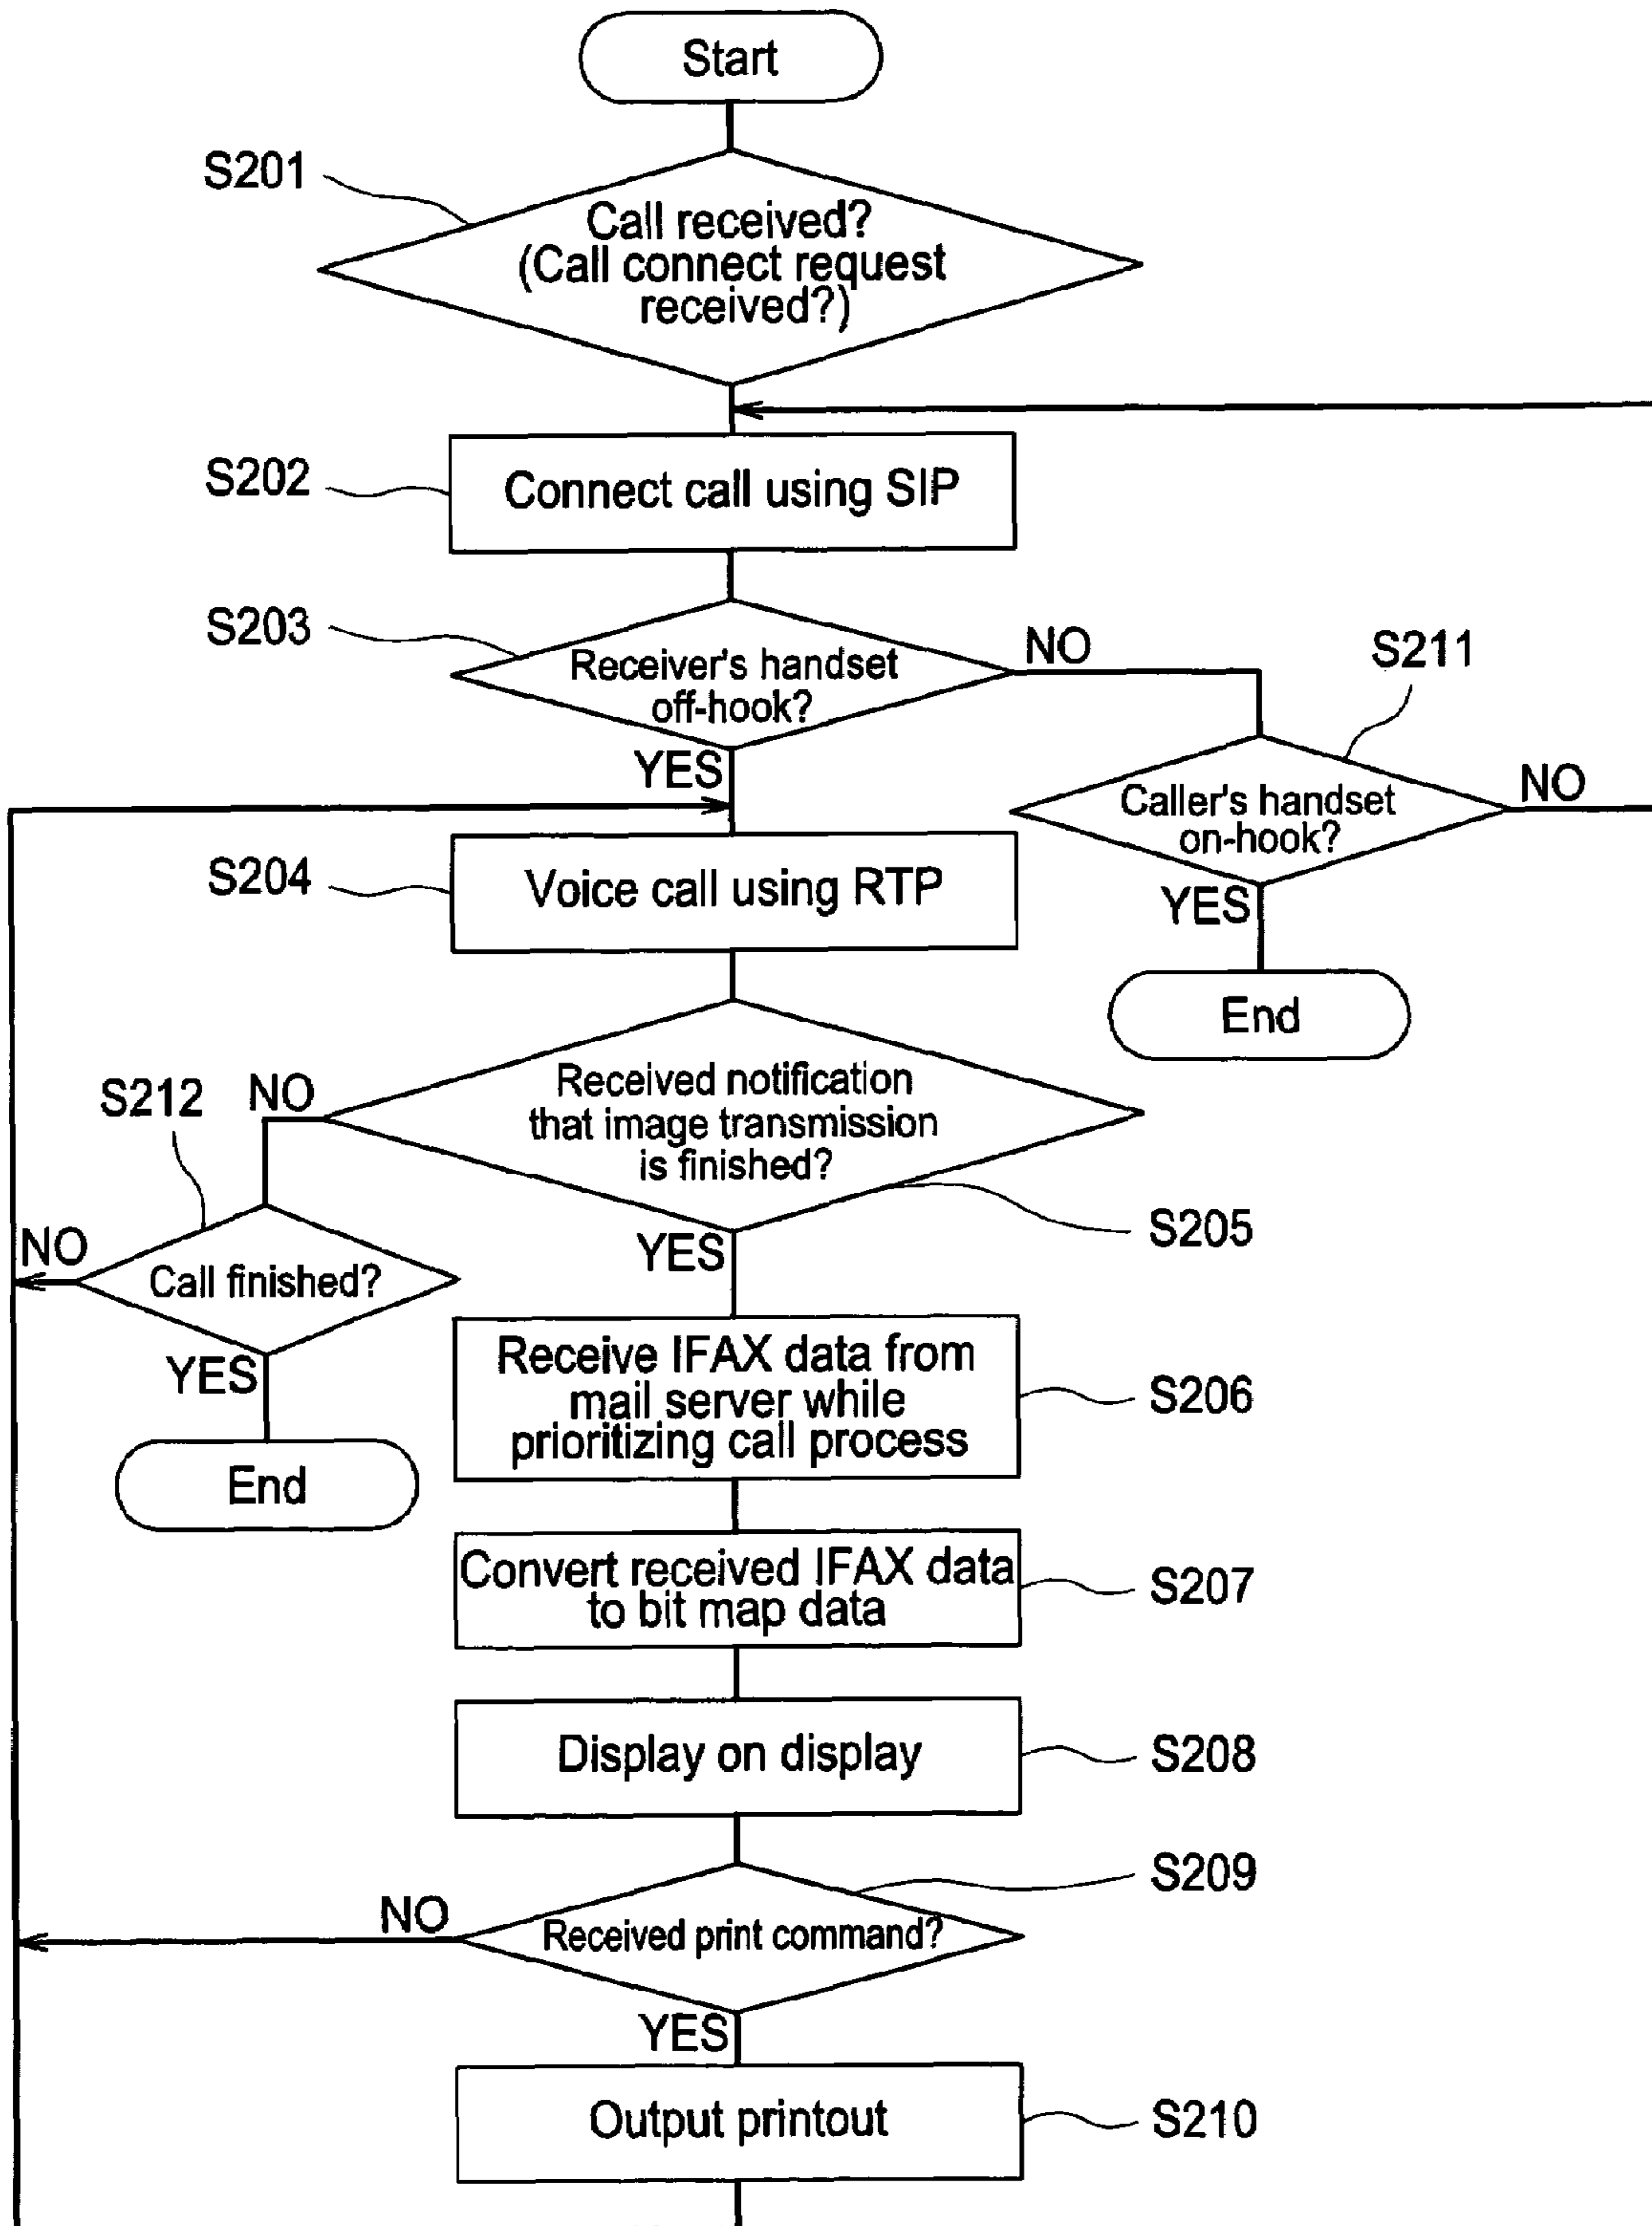 Start
S201
Call received?
(Call connect request
received?)
S202
Connect call using SIP
S203
Receiver's handset
off-hook?
NO
S211
YES
Caller's handset
on-hook?
NO
S204
Voice call using RTP
YES
End
S212
NO
Received notification
that image transmission
is finished?
S205
NO
Call finished?
YES
YES
Receive IFAX data from
mail server while
prioritizing call process
S206
End
Convert received IFAX data
to bit map data
S207
Display on display
S208
S209
NO
Received print command?
YES
Output printout
S210